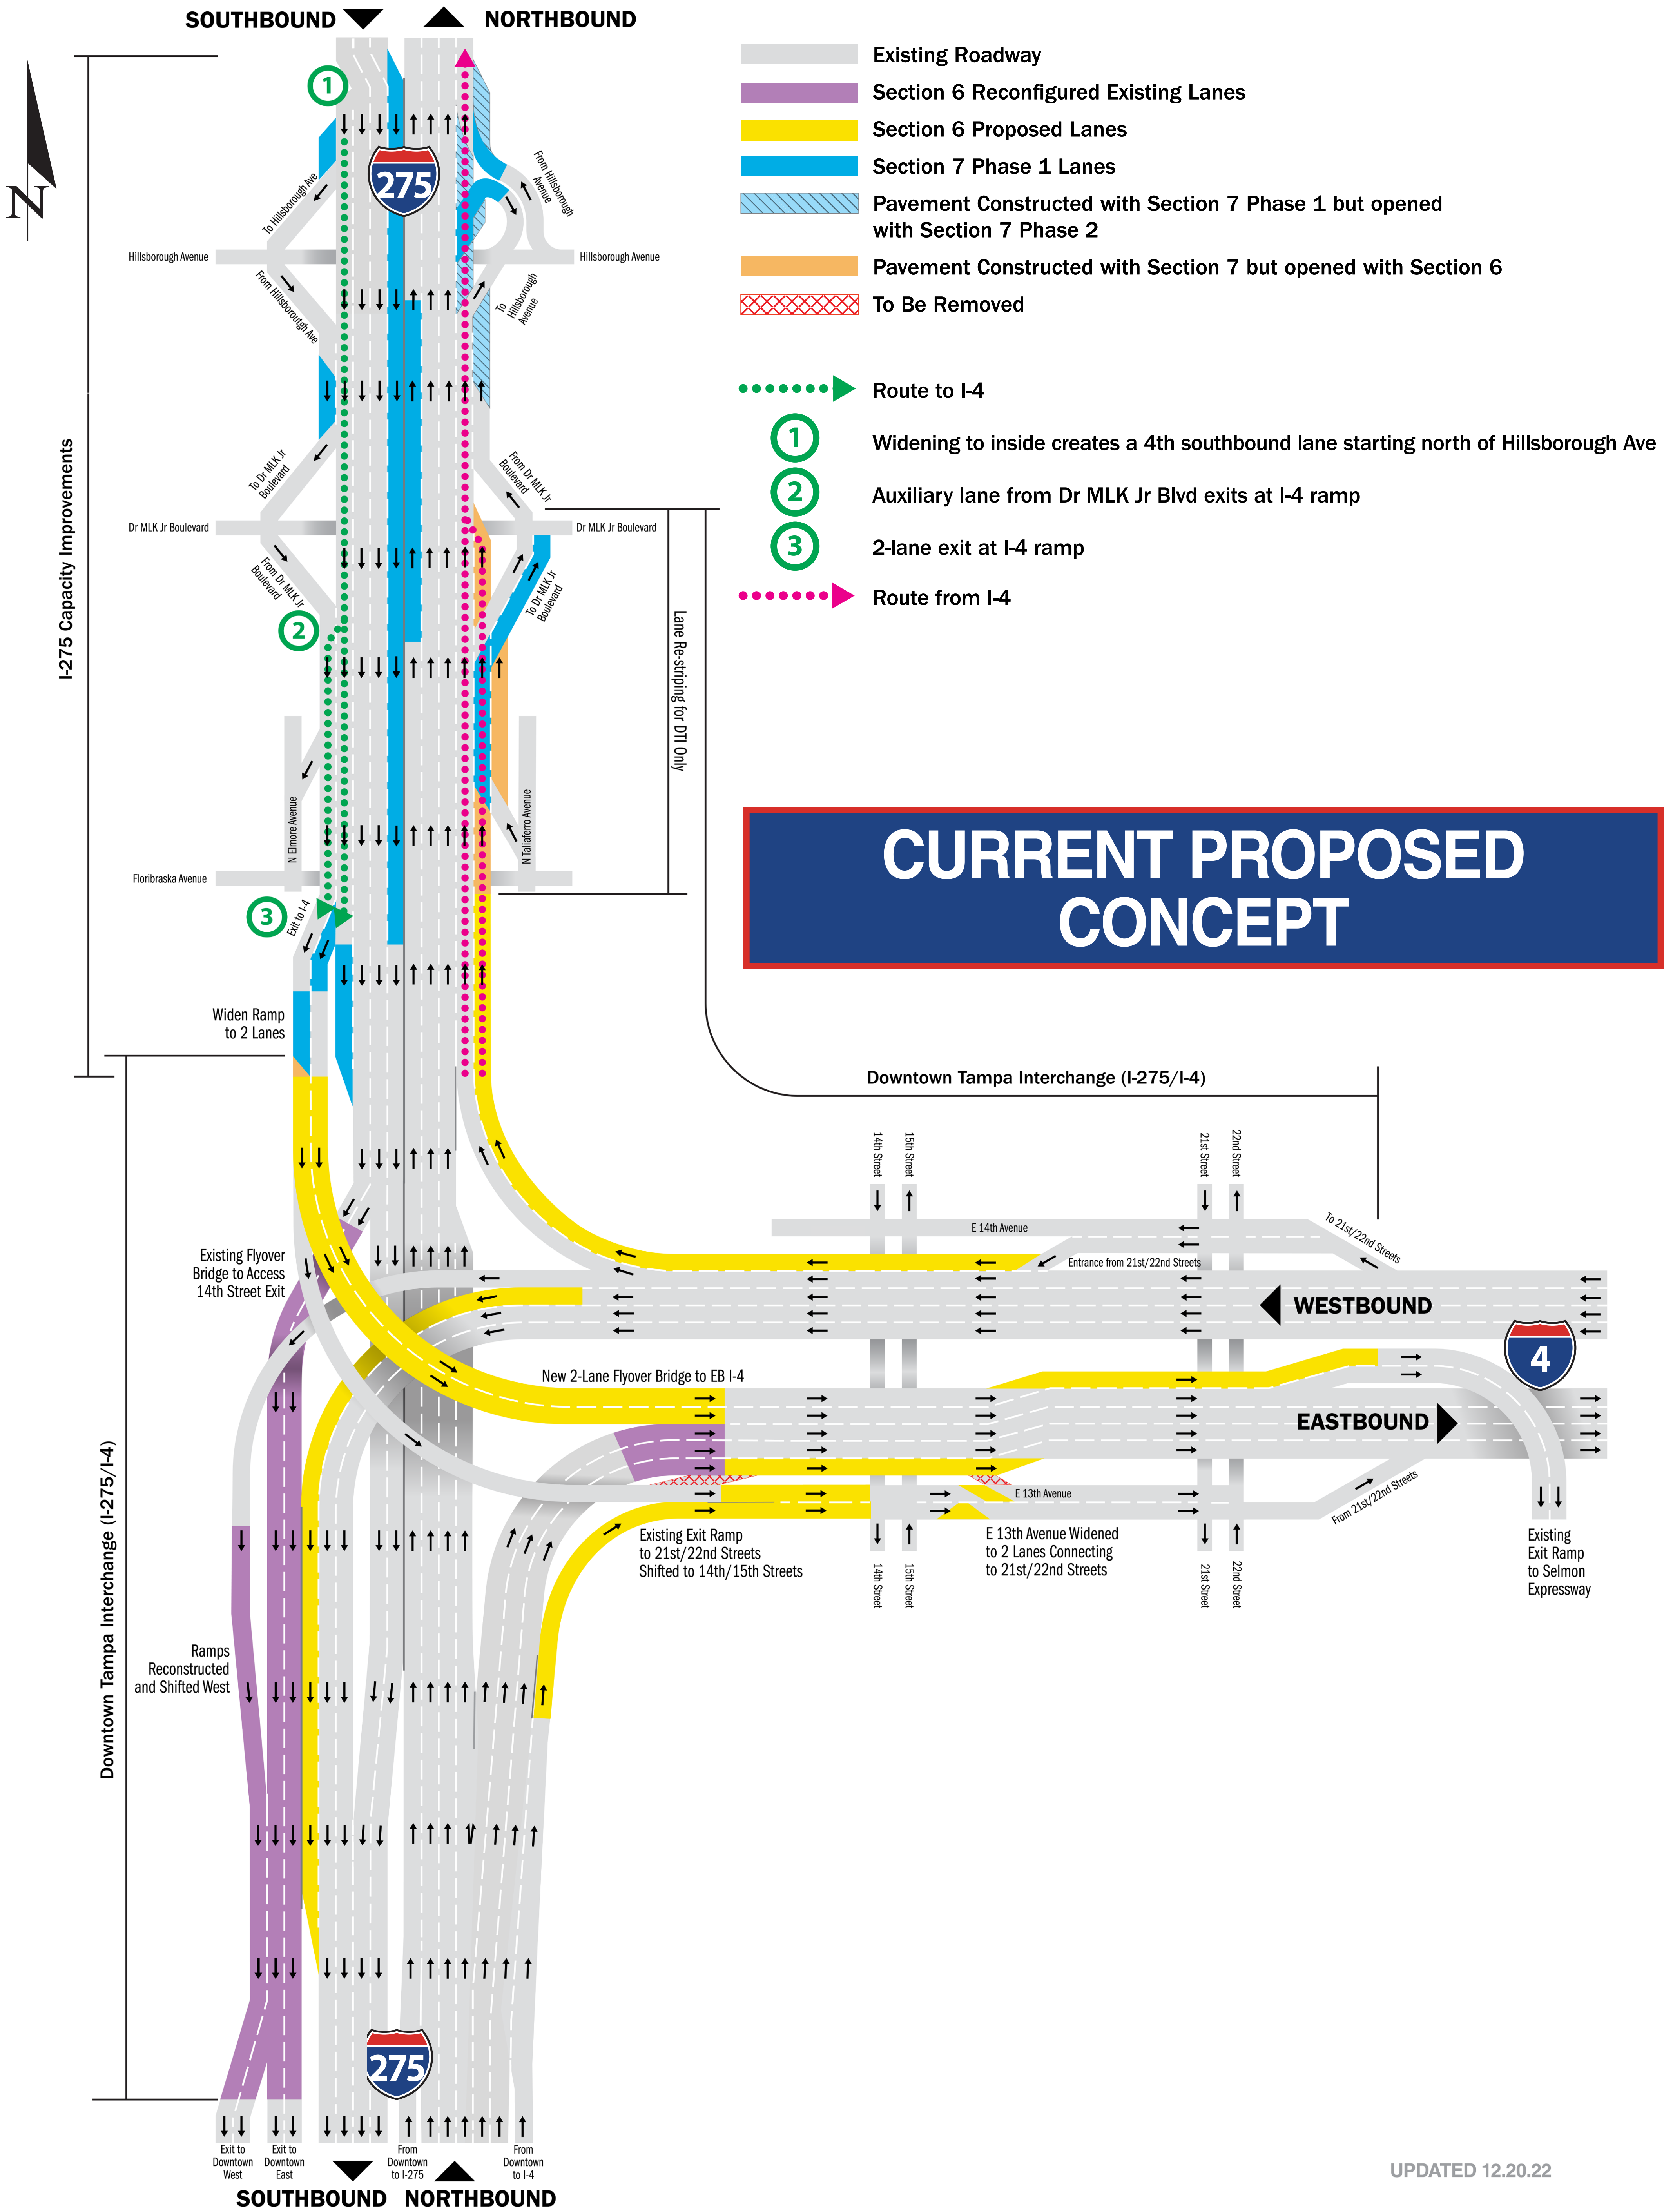 SOUTHBOUND
NORTHBOUND
N
Existing Roadway
Section 6 Reconfigured Existing Lanes
Section 6 Proposed Lanes
Section 7 Phase 1 Lanes
Pavement Constructed with Section 7 Phase 1 but opened
with Section 7 Phase 2
Pavement Constructed with Section 7 but opened with Section 6
To Be Removed
Route to I-4
1
Widening to inside creates a 4th southbound lane starting north of Hillsborough Ave
2
Auxiliary lane from Dr MLK Jr Blvd exits at I-4 ramp
3
2-lane exit at I-4 ramp
Route from I-4
1
275
To Hillsborough Ave
From Hillsborough
Avenue
Hillsborough Avenue
Hillsborough Avenue
From Hillsboroutgh Ave
To
Hillsborough
Avenue
I-275 Capacity Improvements
To Dr MLK Jr
Boulevard
From Dr MLK Jr
Boulevard
Dr MLK Jr Boulevard
Dr MLK Jr Boulevard
From Dr MLK Jr
Boulevard
To Dr MLK Jr
Boulevard
2
Lane Re-striping for DTI Only
N Elmore Avenue
N Taliaferro Avenue
Floribraska Avenue
3
Exit to I-4
CURRENT PROPOSED
CONCEPT
Widen Ramp
to 2 Lanes
Downtown Tampa Interchange (I-275/I-4)
14th Street
15th Street
21st Street
22nd Street
E 14th Avenue
To 21st/22nd Streets
Entrance from 21st/22nd Streets
Existing Flyover
Bridge to Access
14th Street Exit
WESTBOUND
4
New 2-Lane Flyover Bridge to EB I-4
EASTBOUND
E 13th Avenue
From 21st/22nd Streets
Existing Exit Ramp
to 21st/22nd Streets
Shifted to 14th/15th Streets
E 13th Avenue Widened
to 2 Lanes Connecting
to 21st/22nd Streets
Existing
Exit Ramp
to Selmon
Expressway
14th Street
15th Street
21st Street
22nd Street
Downtown Tampa Interchange (I-275/I-4)
Ramps
Reconstructed
and Shifted West
275
Exit to
Downtown
West
Exit to
Downtown
East
From
Downtown
to I-275
From
Downtown
to I-4
SOUTHBOUND
NORTHBOUND
UPDATED 12.20.22